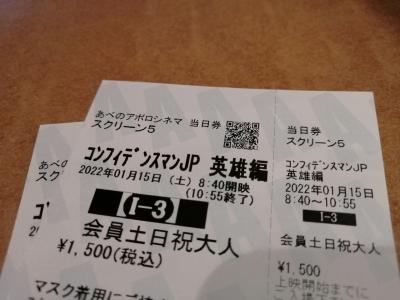 あべのアポロシネマ 当日券
スクリーン5
コンフィデンスマンJP 英雄編
2022年01月15日（土）8:40開映
（10:55終了）
(I-3)
会員土日祝大人
¥1,500(税込)
マスク着用にご
当日券
スクリーン5
コンフィデンスマンJP
英雄編
2022年01月15日
8:40～10:55
I-3
会員土日祝大人
¥1,500
上映開始までに
あべの
スク